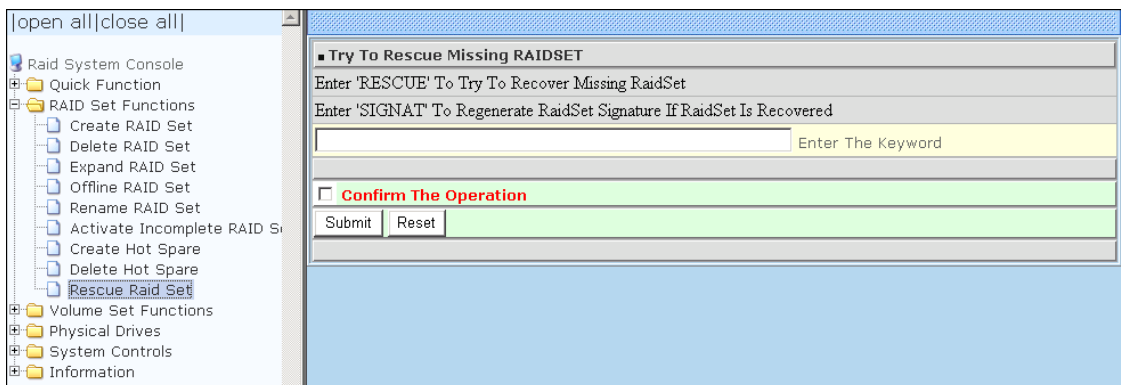 |open all|close all|
Raid System Console
Quick Function
RAID Set Functions
Create RAID Set
Delete RAID Set
Expand RAID Set
Offline RAID Set
Rename RAID Set
Activate Incomplete RAID S
Create Hot Spare
Delete Hot Spare
Rescue Raid Set
Volume Set Functions
Physical Drives
System Controls
Information
Try To Rescue Missing RAIDSET
Enter 'RESCUE' To Try To Recover Missing RaidSet
Enter 'SIGNAT' To Regenerate RaidSet Signature If RaidSet Is Recovered
Enter The Keyword
Confirm The Operation
Submit Reset